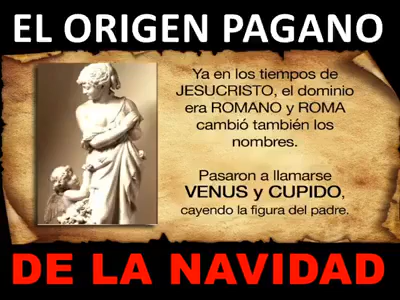 EL ORIGEN PAGANO
Ya en los tiempos de
JESUCRISTO, el dominio
era ROMANO y ROMA
cambió también los
nombres.
Pasaron a llamarse
VENUS y CUPIDO,
cayendo la figura del padre.
DE LA NAVIDAD